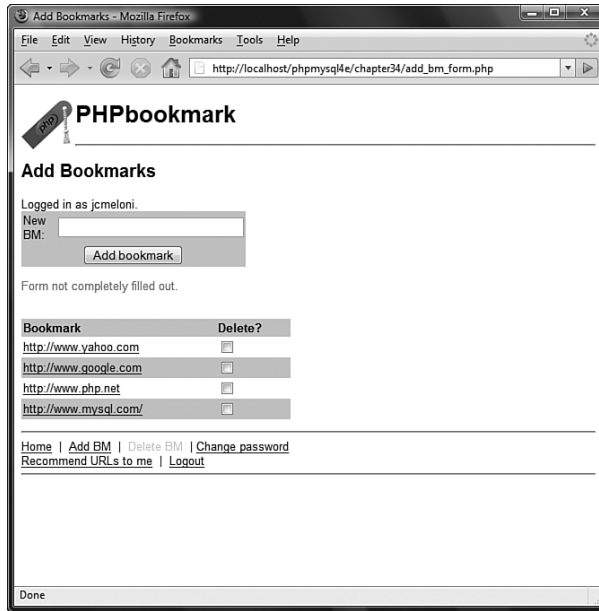 Add Bookmarks - Mozilla Firefox
File Edit View History Bookmarks Tools Help
http://localhost/phpmysql4e/chapter34/add_bm_form.php
php
PHPbookmark
Add Bookmarks
Logged in as jcmeloni.
New
BM:
Add bookmark
Form not completely filled out.
Bookmark Delete?
http://www.yahoo.com
http://www.google.com
http://www.php.net
http://www.mysql.com/
Home | Add BM | Delete BM | Change password
Recommend URLs to me | Logout
Done